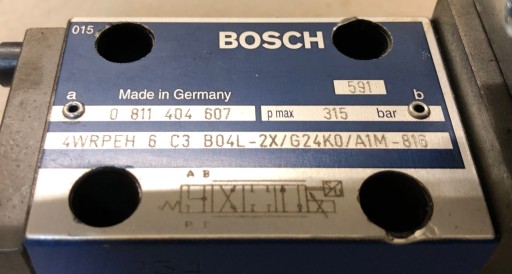 015
BOSCH
591
a Made in Germany b
0 811 404 607 p max 315 bar
4WRPEH 6 C3 B04L-2X/G24K0/A1M-816
A B
P T